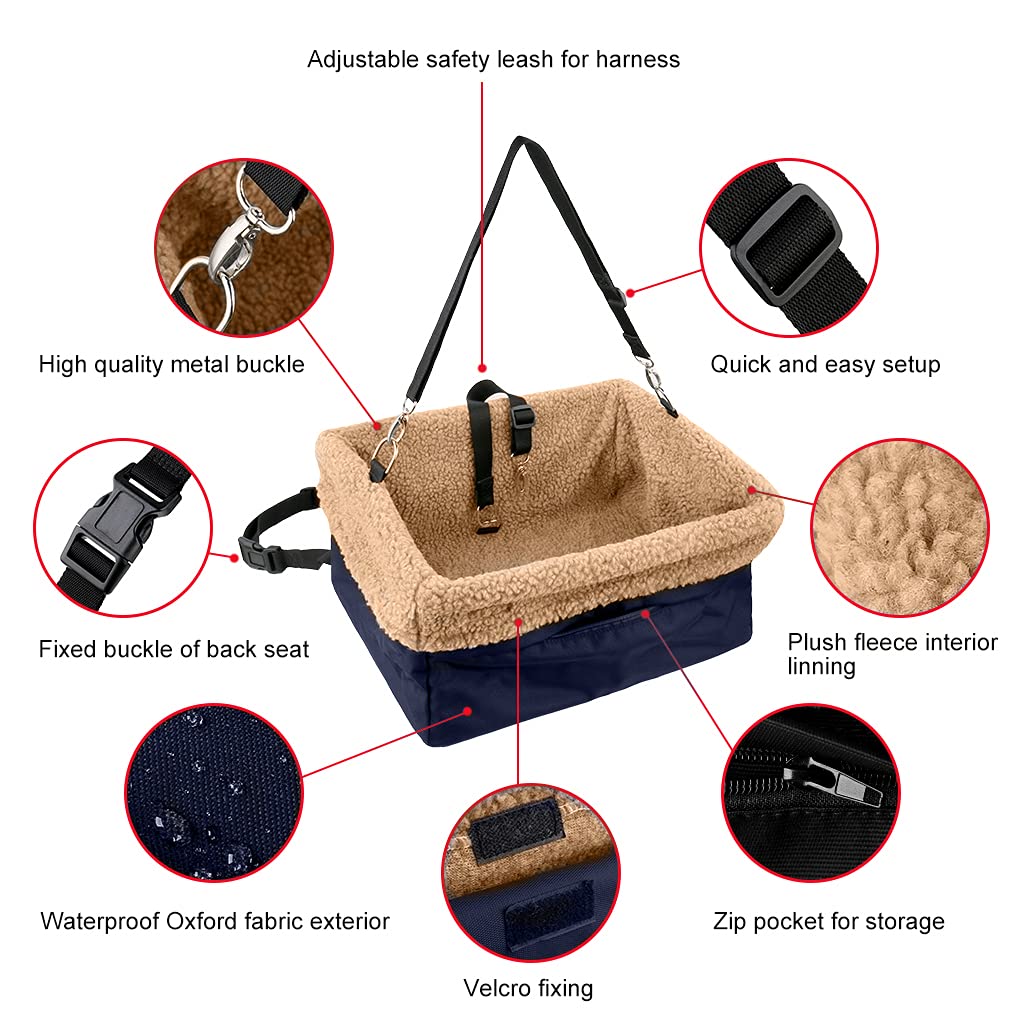 Adjustable safety leash for harness
High quality metal buckle
Quick and easy setup
Fixed buckle of back seat
Plush fleece interior
linning
Waterproof Oxford fabric exterior
Zip pocket for storage
Velcro fixing